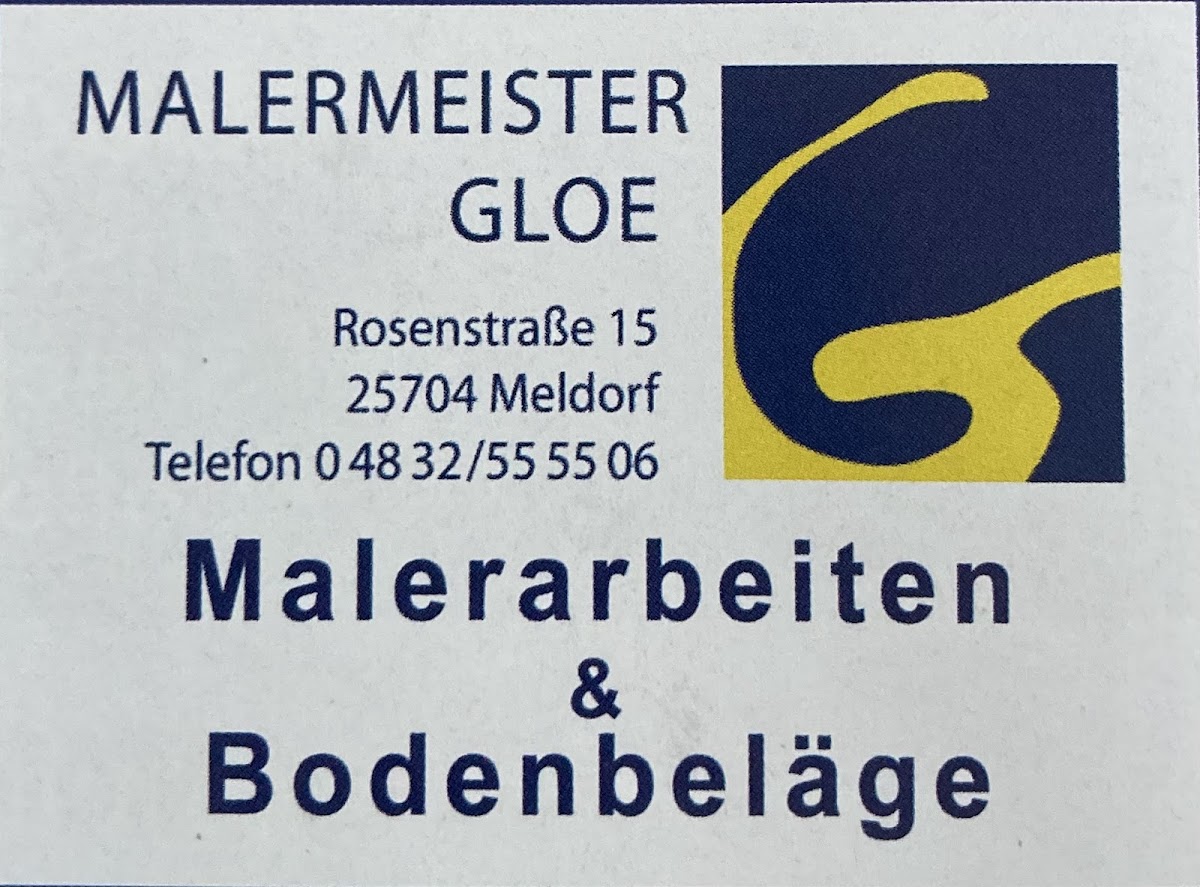 MALERMEISTER
GLOE
Rosenstraße 15
25704 Meldorf
Telefon 0 48 32/55 55 06
Malerarbeiten
&
Bodenbeläge